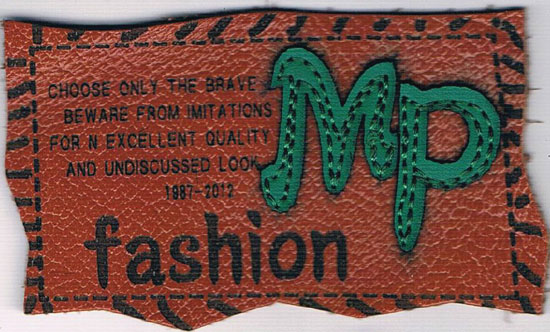 CHOOSE ONLY THE BRAVE
BEWARE FROM IMITATIONS
FOR N EXCELLENT QUALITY
AND UNDISCUSSED LOOK
1987-2012
Mp
fashion